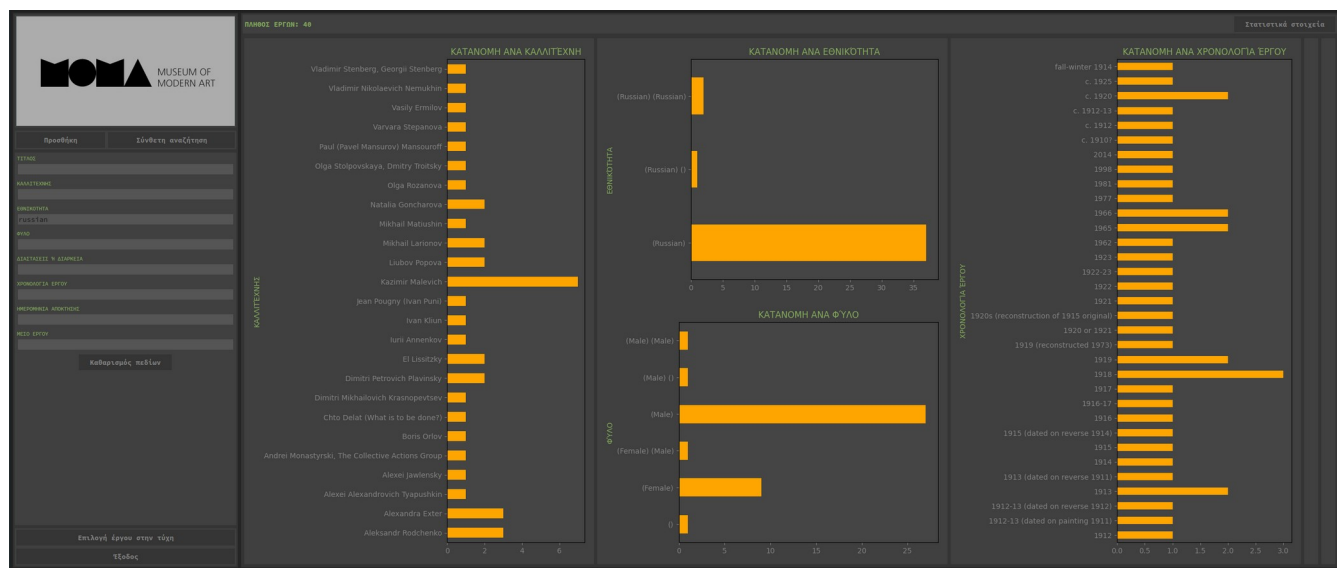 MOMA
MUSEUM OF
MODERN ART
Προσθήκη
Σύνθετη αναζήτηση
ΤΙΤΛΟΣ
ΚΑΛΛΙΤΕΧΝΗΣ
ΕΘΝΙΚΟΤΗΤΑ
russian
ΦΥΛΟ
ΔΙΑΣΤΑΣΕΙΣ Ή ΔΙΑΡΚΕΙΑ
ΧΡΟΝΟΛΟΓΙΑ ΕΡΓΟΥ
ΗΜΕΡΟΜΗΝΙΑ ΑΠΟΚΤΗΣΗΣ
ΜΕΣΟ ΕΡΓΟΥ
Καθαρισμός πεδίων
Επιλογή έργου στην τύχη
Έξοδος
ΠΛΗΘΟΣ ΕΡΓΩΝ: 40
Στατιστικά στοιχεία
ΚΑΤΑΝΟΜΗ ΑΝΑ ΚΑΛΛΙΤΈΧΝΗ
ΚΑΛΛΙΤΈΧΝΗΣ
Vladimir Stenberg, Georgii Stenberg
Vladimir Nikolaevich Nemukhin
Vasily Ermilov
Varvara Stepanova
Paul (Pavel Mansurov) Mansouroff
Olga Stolpovskaya, Dmitry Troitsky
Olga Rozanova
Natalia Goncharova
Mikhail Matiushin
Mikhail Larionov
Liubov Popova
Kazimir Malevich
Jean Pougny (Ivan Puni)
Ivan Kliun
Iurii Annenkov
El Lissitzky
Dimitri Petrovich Plavinsky
Dimitri Mikhailovich Krasnopevtsev
Chto Delat (What is to be done?)
Boris Orlov
Andrei Monastyrski, The Collective Actions Group
Alexei Jawlensky
Alexei Alexandrovich Tyapushkin
Alexandra Exter
Aleksandr Rodchenko
0 2 4 6
ΚΑΤΑΝΟΜΗ ΑΝΑ ΕΘΝΙΚΌΤΗΤΑ
ΕΘΝΙΚΌΤΗΤΑ
(Russian) (Russian)
(Russian) ()
(Russian)
0 5 10 15 20 25 30 35
ΚΑΤΑΝΟΜΗ ΑΝΑ ΦΎΛΟ
ΦΎΛΟ
(Male) (Male)
(Male) ()
(Male)
(Female) (Male)
(Female)
()
0 5 10 15 20 25
ΚΑΤΑΝΟΜΗ ΑΝΑ ΧΡΟΝΟΛΟΓΊΑ ΈΡΓΟΥ
ΧΡΟΝΟΛΟΓΊΑ ΈΡΓΟΥ
fall-winter 1914
c. 1925
c. 1920
c. 1912-13
c. 1912
c. 1910?
2014
1998
1981
1977
1966
1965
1962
1923
1922-23
1922
1921
1920s (reconstruction of 1915 original)
1920 or 1921
1919 (reconstructed 1973)
1919
1918
1917
1916-17
1916
1915 (dated on reverse 1914)
1915
1914
1913 (dated on reverse 1911)
1913
1912-13 (dated on reverse 1912)
1912-13 (dated on painting 1911)
1912
0.0 0.5 1.0 1.5 2.0 2.5 3.0